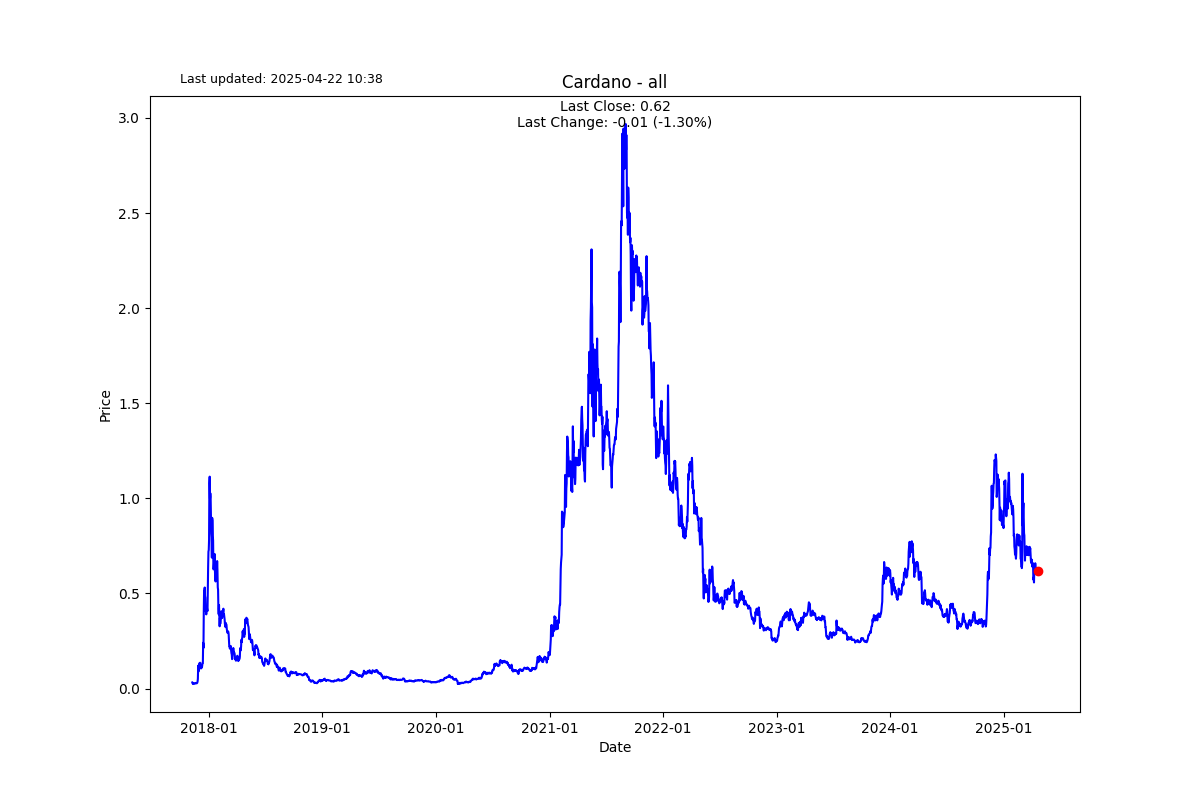 Last updated: 2025-04-22 10:38
Cardano - all
Last Close: 0.62
Last Change: -0.01 (-1.30%)
3.0
2.5
2.0
1.5
1.0
0.5
0.0
Price
2018-01
2019-01
2020-01
2021-01
2022-01
2023-01
2024-01
2025-01
Date